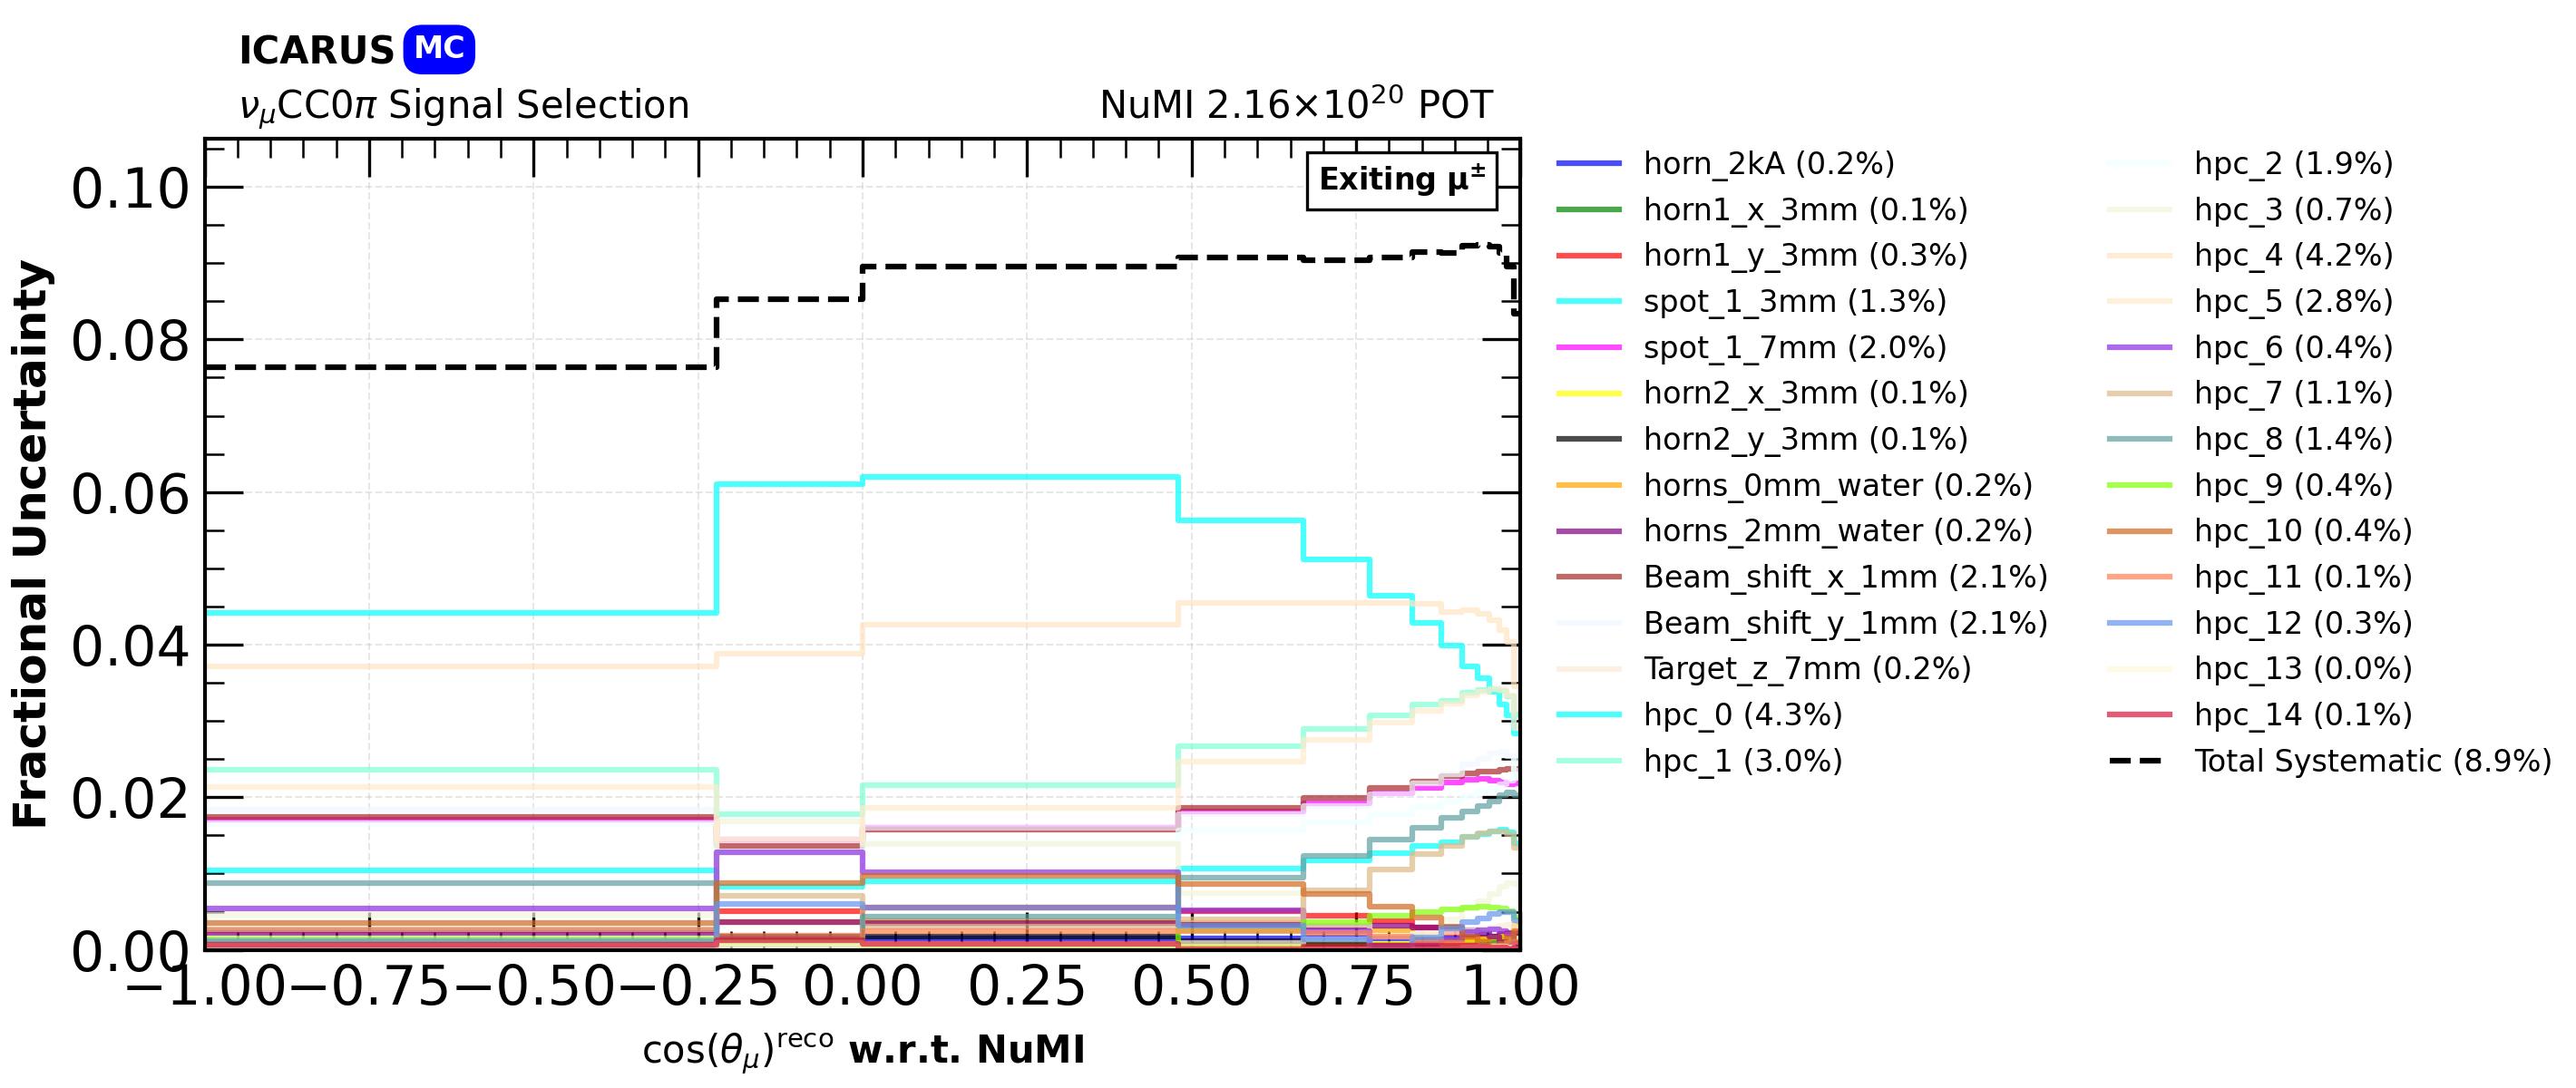 ICARUS MC
νμCC0π Signal Selection
NuMI 2.16×10²⁰ POT
Exiting μ±
Fractional Uncertainty
0.10
0.08
0.06
0.04
0.02
0.00
−1.00 −0.75 −0.50 −0.25 0.00 0.25 0.50 0.75 1.00
cos(θμ)reco w.r.t. NuMI
horn_2kA (0.2%)
horn1_x_3mm (0.1%)
horn1_y_3mm (0.3%)
spot_1_3mm (1.3%)
spot_1_7mm (2.0%)
horn2_x_3mm (0.1%)
horn2_y_3mm (0.1%)
horns_0mm_water (0.2%)
horns_2mm_water (0.2%)
Beam_shift_x_1mm (2.1%)
Beam_shift_y_1mm (2.1%)
Target_z_7mm (0.2%)
hpc_0 (4.3%)
hpc_1 (3.0%)
hpc_2 (1.9%)
hpc_3 (0.7%)
hpc_4 (4.2%)
hpc_5 (2.8%)
hpc_6 (0.4%)
hpc_7 (1.1%)
hpc_8 (1.4%)
hpc_9 (0.4%)
hpc_10 (0.4%)
hpc_11 (0.1%)
hpc_12 (0.3%)
hpc_13 (0.0%)
hpc_14 (0.1%)
Total Systematic (8.9%)